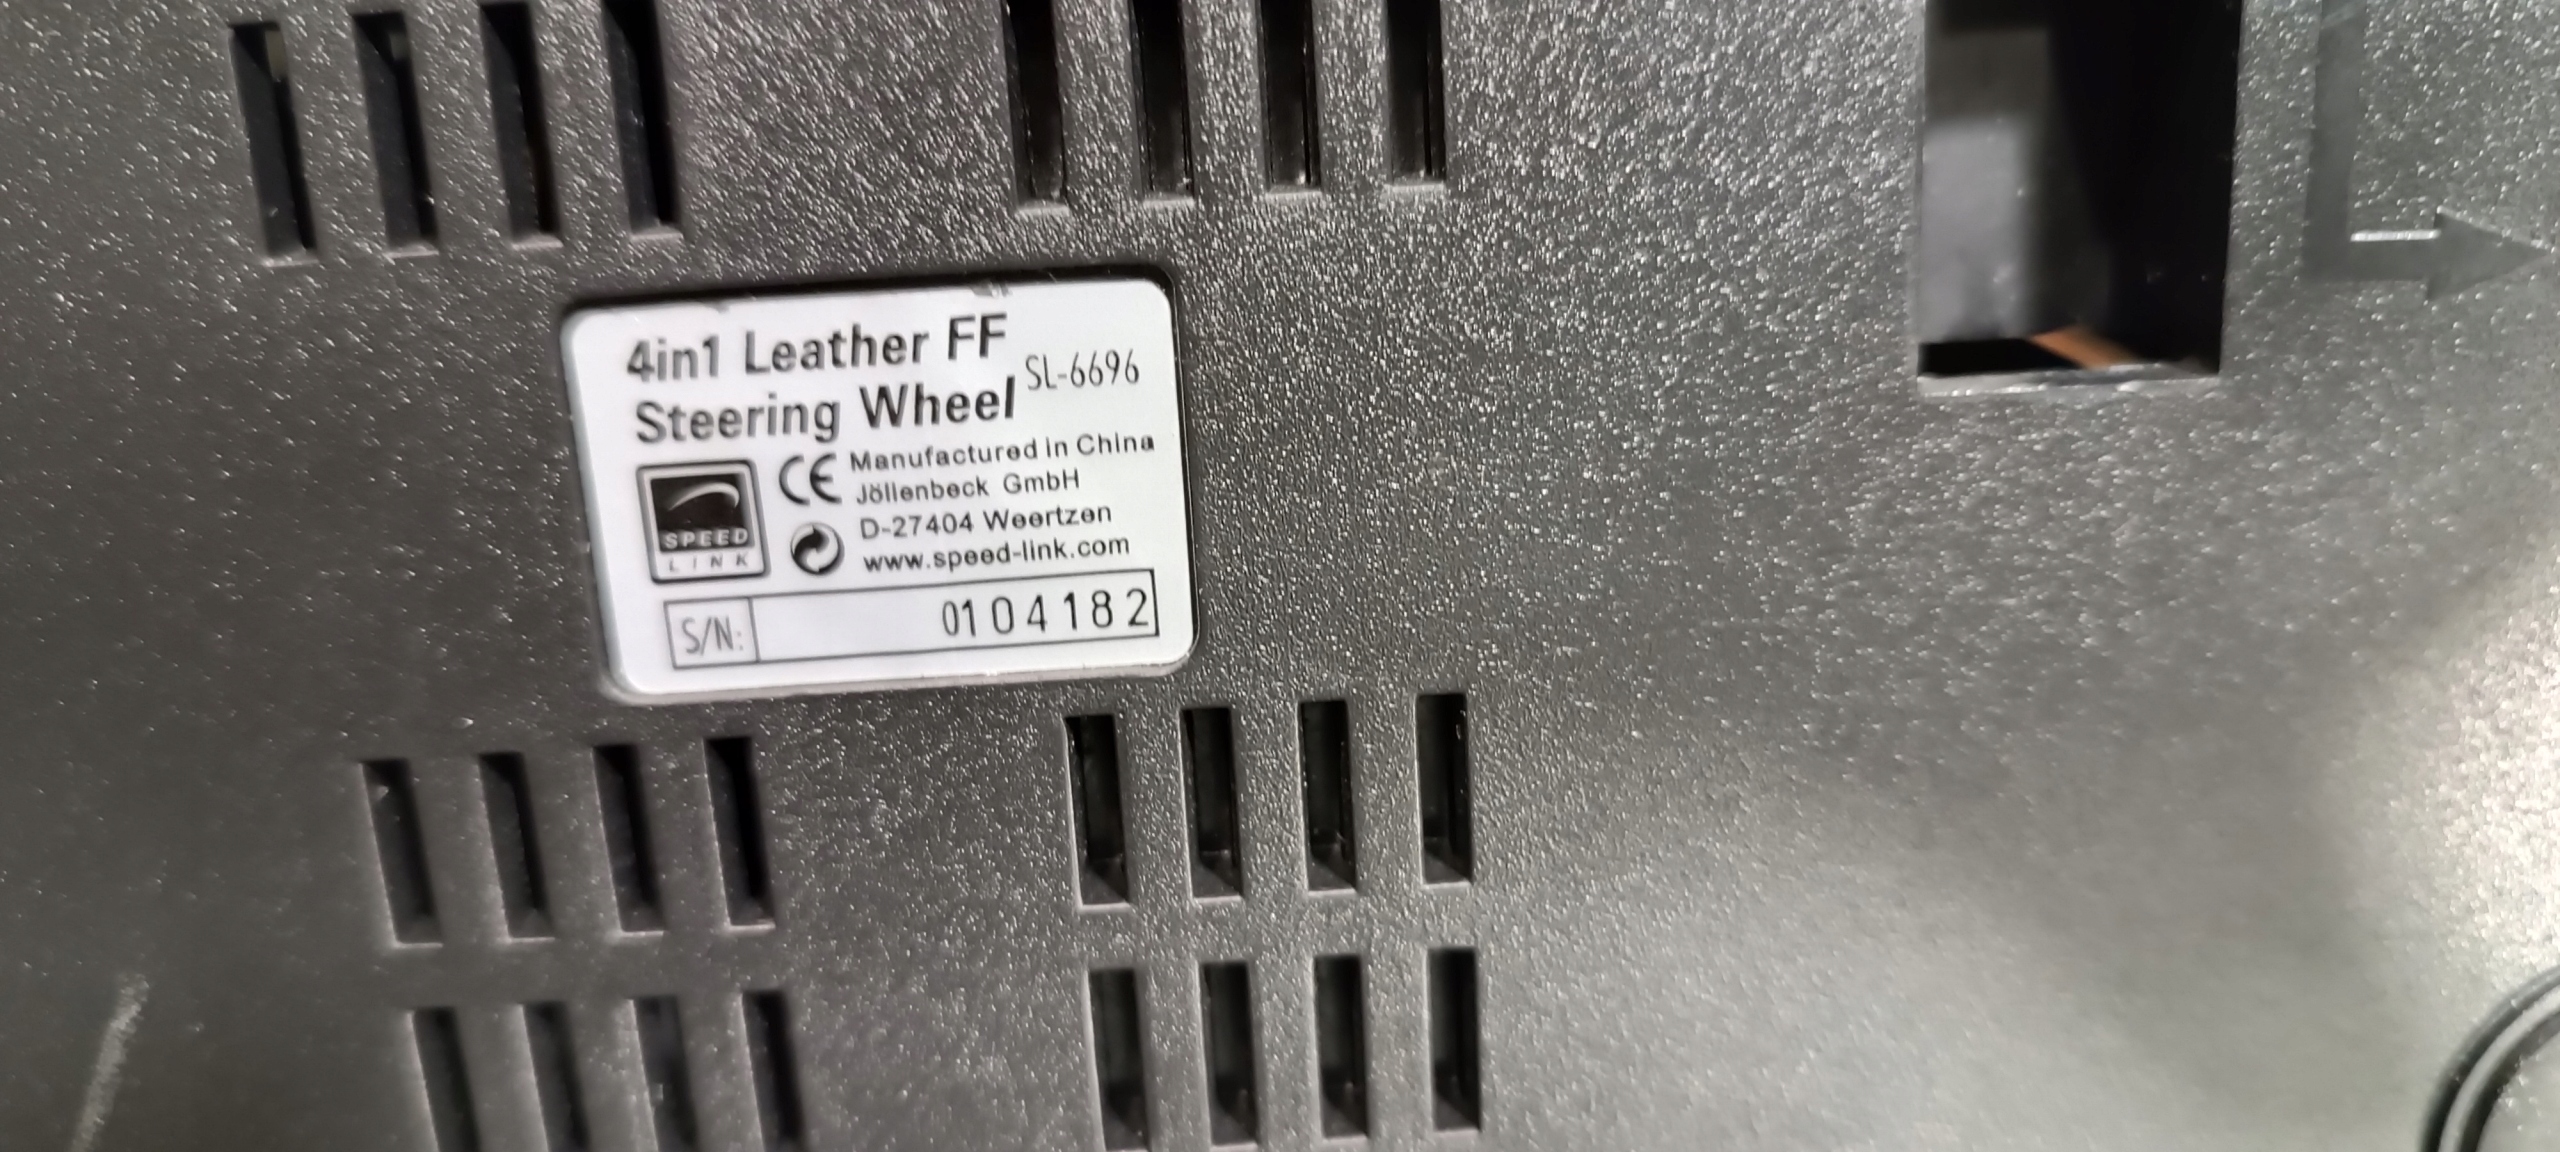 4in1 Leather FF
Steering Wheel SL-6696
CE Manufactured in China
Jöllenbeck GmbH
D-27404 Weertzen
www.speed-link.com
SPEED
LINK
S/N: 0104182